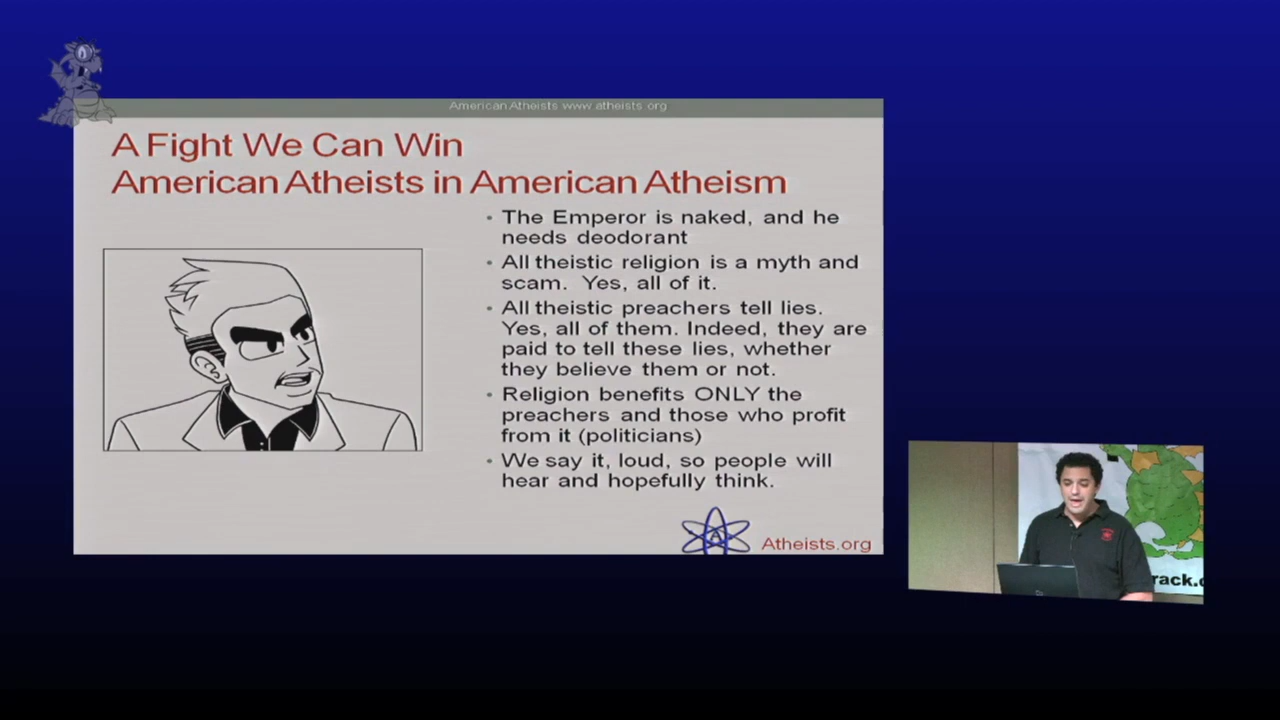 American Atheists www.atheists.org
A Fight We Can Win
American Atheists in American Atheism
• The Emperor is naked, and he
needs deodorant
• All theistic religion is a myth and
scam. Yes, all of it.
• All theistic preachers tell lies.
Yes, all of them. Indeed, they are
paid to tell these lies, whether
they believe them or not.
• Religion benefits ONLY the
preachers and those who profit
from it (politicians)
• We say it, loud, so people will
hear and hopefully think.
A
Atheists.org
rack.c